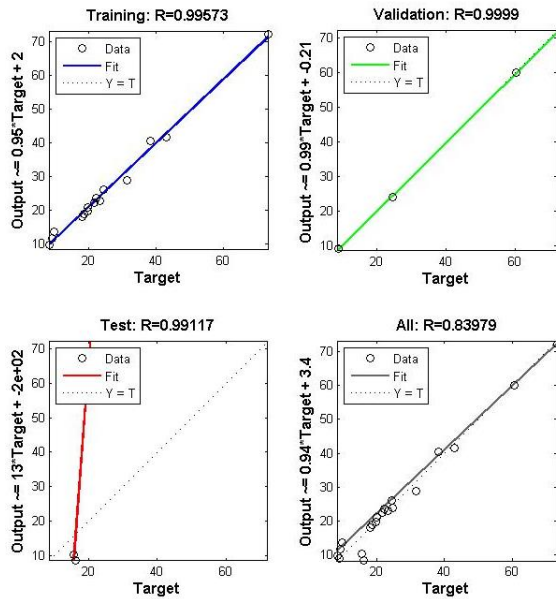 Training: R=0.99573
Output ~= 0.95*Target + 2
70
60
50
40
30
20
10
Data
Fit
Y = T
20 40 60
Target
Validation: R=0.9999
Output ~= 0.99*Target + -0.21
70
60
50
40
30
20
10
Data
Fit
Y = T
20 40 60
Target
Test: R=0.99117
Output ~= 13*Target + -2e+02
70
60
50
40
30
20
10
Data
Fit
Y = T
20 40 60
Target
All: R=0.83979
Output ~= 0.94*Target + 3.4
70
60
50
40
30
20
10
Data
Fit
Y = T
20 40 60
Target